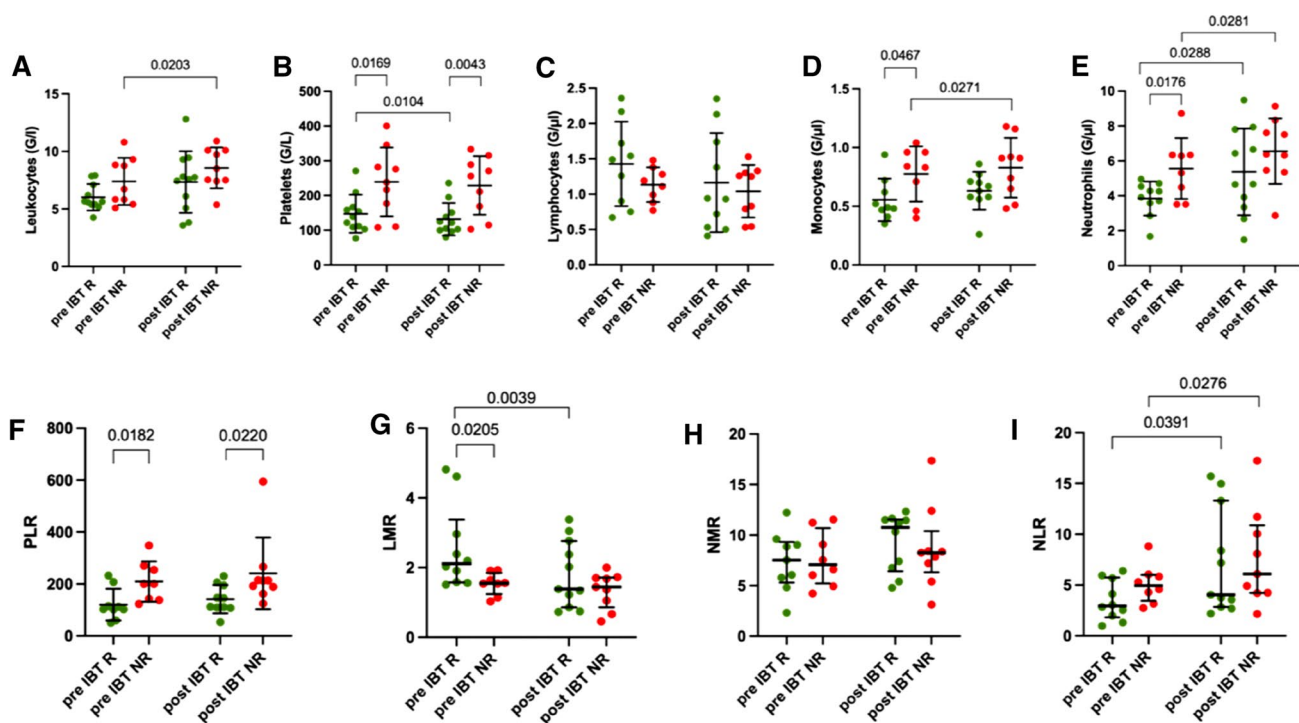 A
0.0203
Leukocytes (G/l)
15
10
5
0
pre IBT R
pre IBT NR
post IBT R
post IBT NR
B
0.0169
0.0043
0.0104
Platelets (G/L)
500
400
300
200
100
0
pre IBT R
pre IBT NR
post IBT R
post IBT NR
C
Lymphocytes (G/µl)
2.5
2.0
1.5
1.0
0.5
0.0
pre IBT R
pre IBT NR
post IBT R
post IBT NR
D
0.0467
0.0271
Monocytes (G/µl)
1.5
1.0
0.5
0.0
pre IBT R
pre IBT NR
post IBT R
post IBT NR
E
0.0281
0.0288
0.0176
Neutrophils (G/µl)
10
8
6
4
2
0
pre IBT R
pre IBT NR
post IBT R
post IBT NR
F
0.0182
0.0220
PLR
800
600
400
200
0
pre IBT R
pre IBT NR
post IBT R
post IBT NR
G
0.0039
0.0205
LMR
6
4
2
0
pre IBT R
pre IBT NR
post IBT R
post IBT NR
H
NMR
20
15
10
5
0
pre IBT R
pre IBT NR
post IBT R
post IBT NR
I
0.0276
0.0391
NLR
20
15
10
5
0
pre IBT R
pre IBT NR
post IBT R
post IBT NR